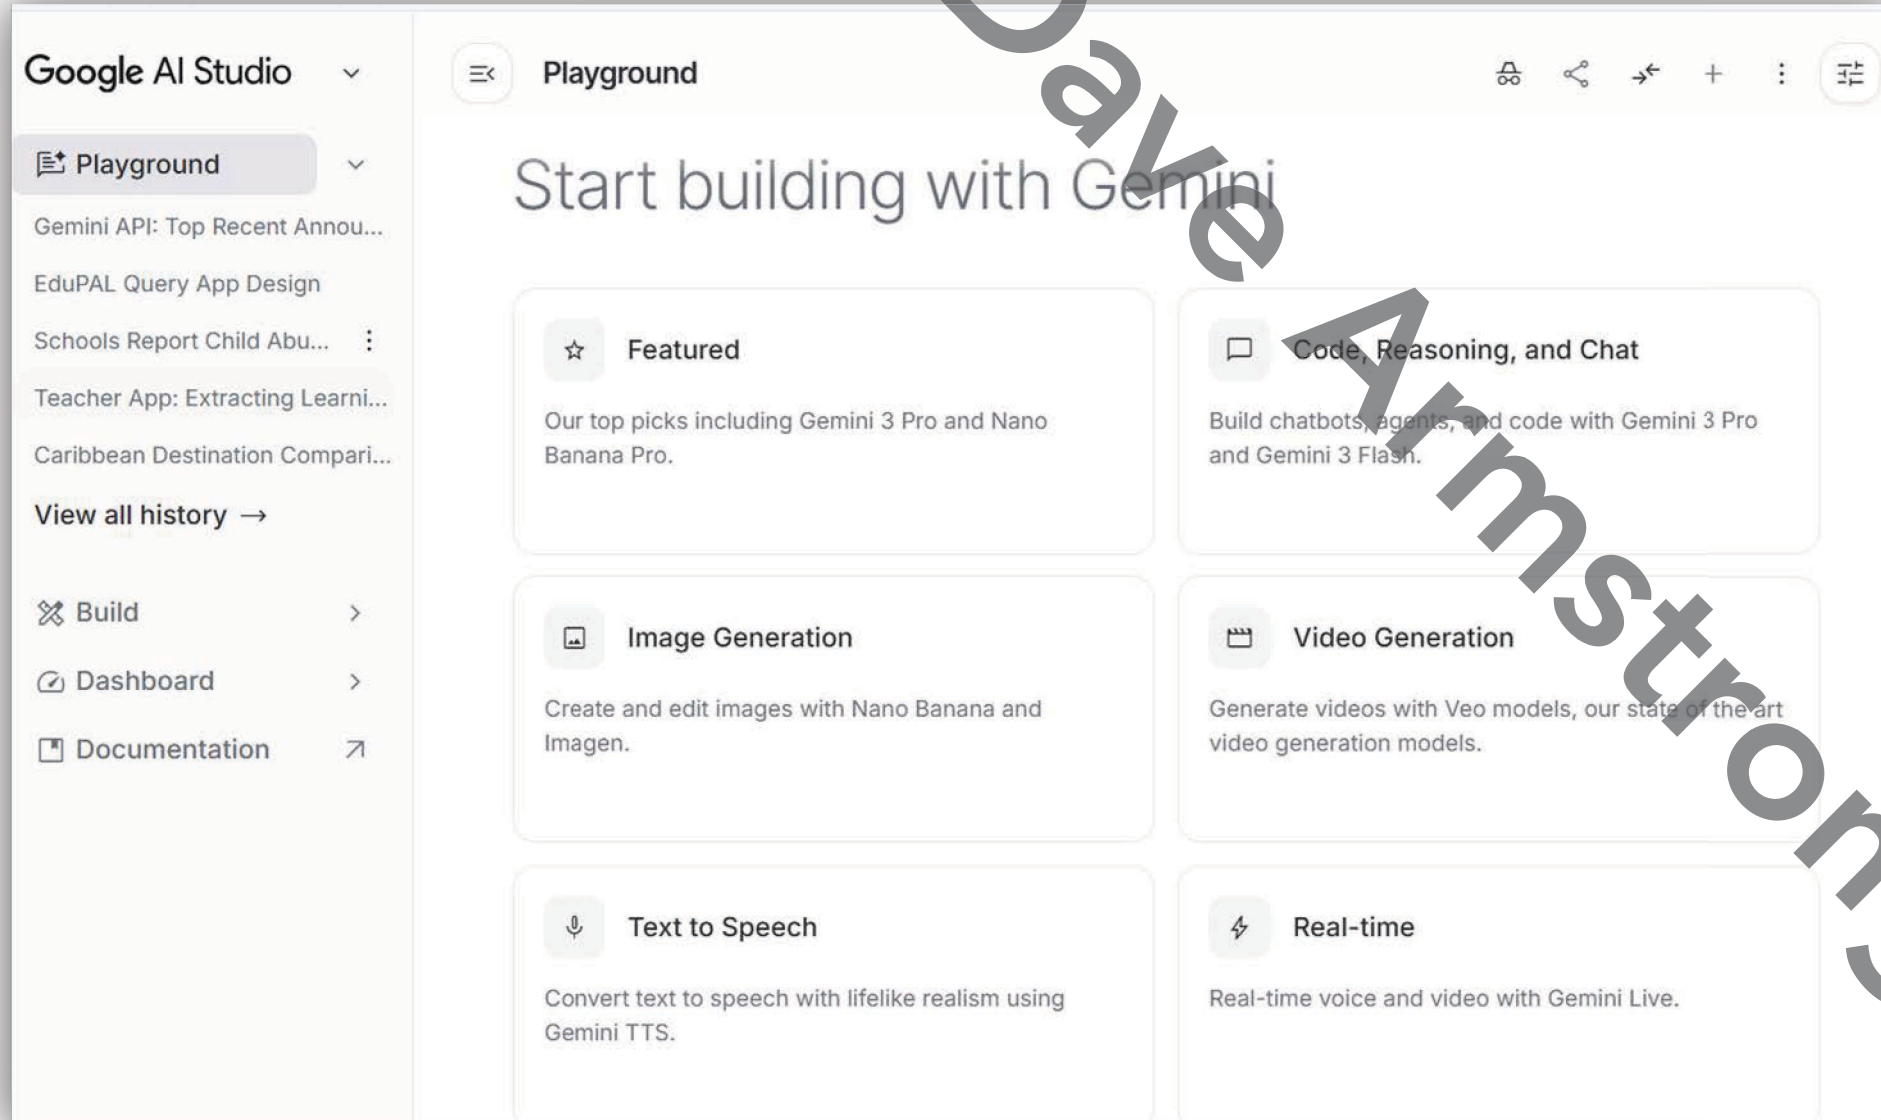 Google AI Studio
Playground
Gemini API: Top Recent Annou...
EduPAL Query App Design
Schools Report Child Abu...
Teacher App: Extracting Learni...
Caribbean Destination Compari...
View all history →
Build
Dashboard
Documentation
Playground
Start building with Gemini
Featured
Our top picks including Gemini 3 Pro and Nano
Banana Pro.
Code, Reasoning, and Chat
Build chatbots, agents, and code with Gemini 3 Pro
and Gemini 3 Flash.
Image Generation
Create and edit images with Nano Banana and
Imagen.
Video Generation
Generate videos with Veo models, our state of the art
video generation models.
Text to Speech
Convert text to speech with lifelike realism using
Gemini TTS.
Real-time
Real-time voice and video with Gemini Live.
Dave Armstrong